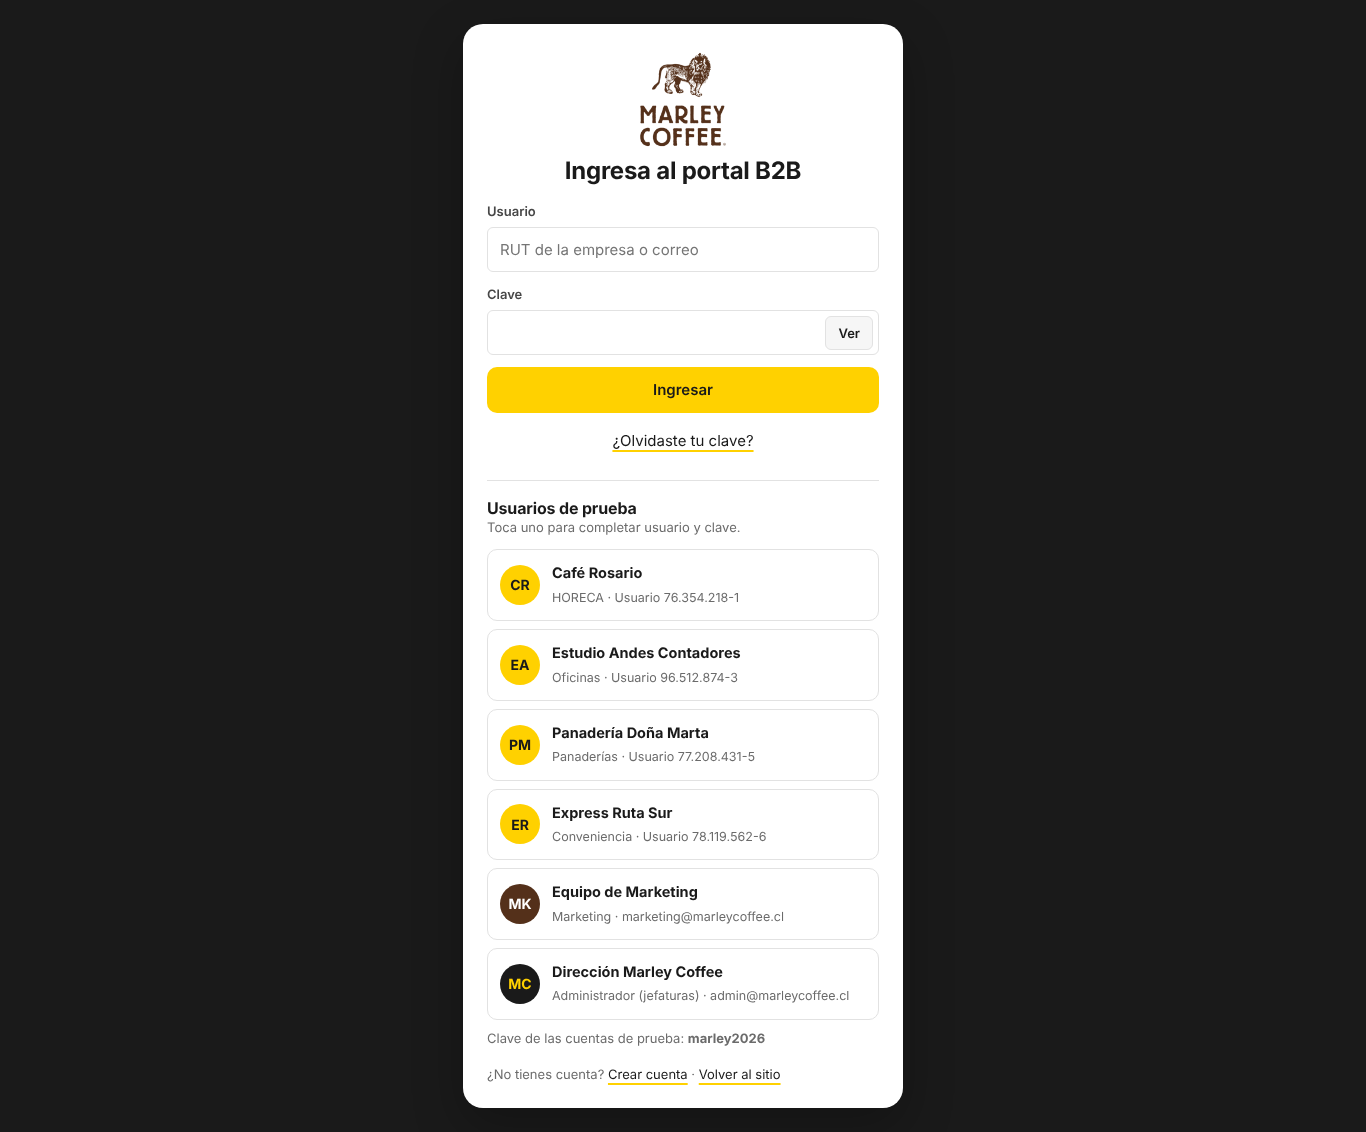 MARLEY
COFFEE
Ingresa al portal B2B
Usuario
RUT de la empresa o correo
Clave
Ver
Ingresar
¿Olvidaste tu clave?
Usuarios de prueba
Toca uno para completar usuario y clave.
CR
Café Rosario
HORECA · Usuario 76.354.218-1
EA
Estudio Andes Contadores
Oficinas · Usuario 96.512.874-3
PM
Panadería Doña Marta
Panaderías · Usuario 77.208.431-5
ER
Express Ruta Sur
Conveniencia · Usuario 78.119.562-6
MK
Equipo de Marketing
Marketing · marketing@marleycoffee.cl
MC
Dirección Marley Coffee
Administrador (jefaturas) · admin@marleycoffee.cl
Clave de las cuentas de prueba: marley2026
¿No tienes cuenta? Crear cuenta · Volver al sitio